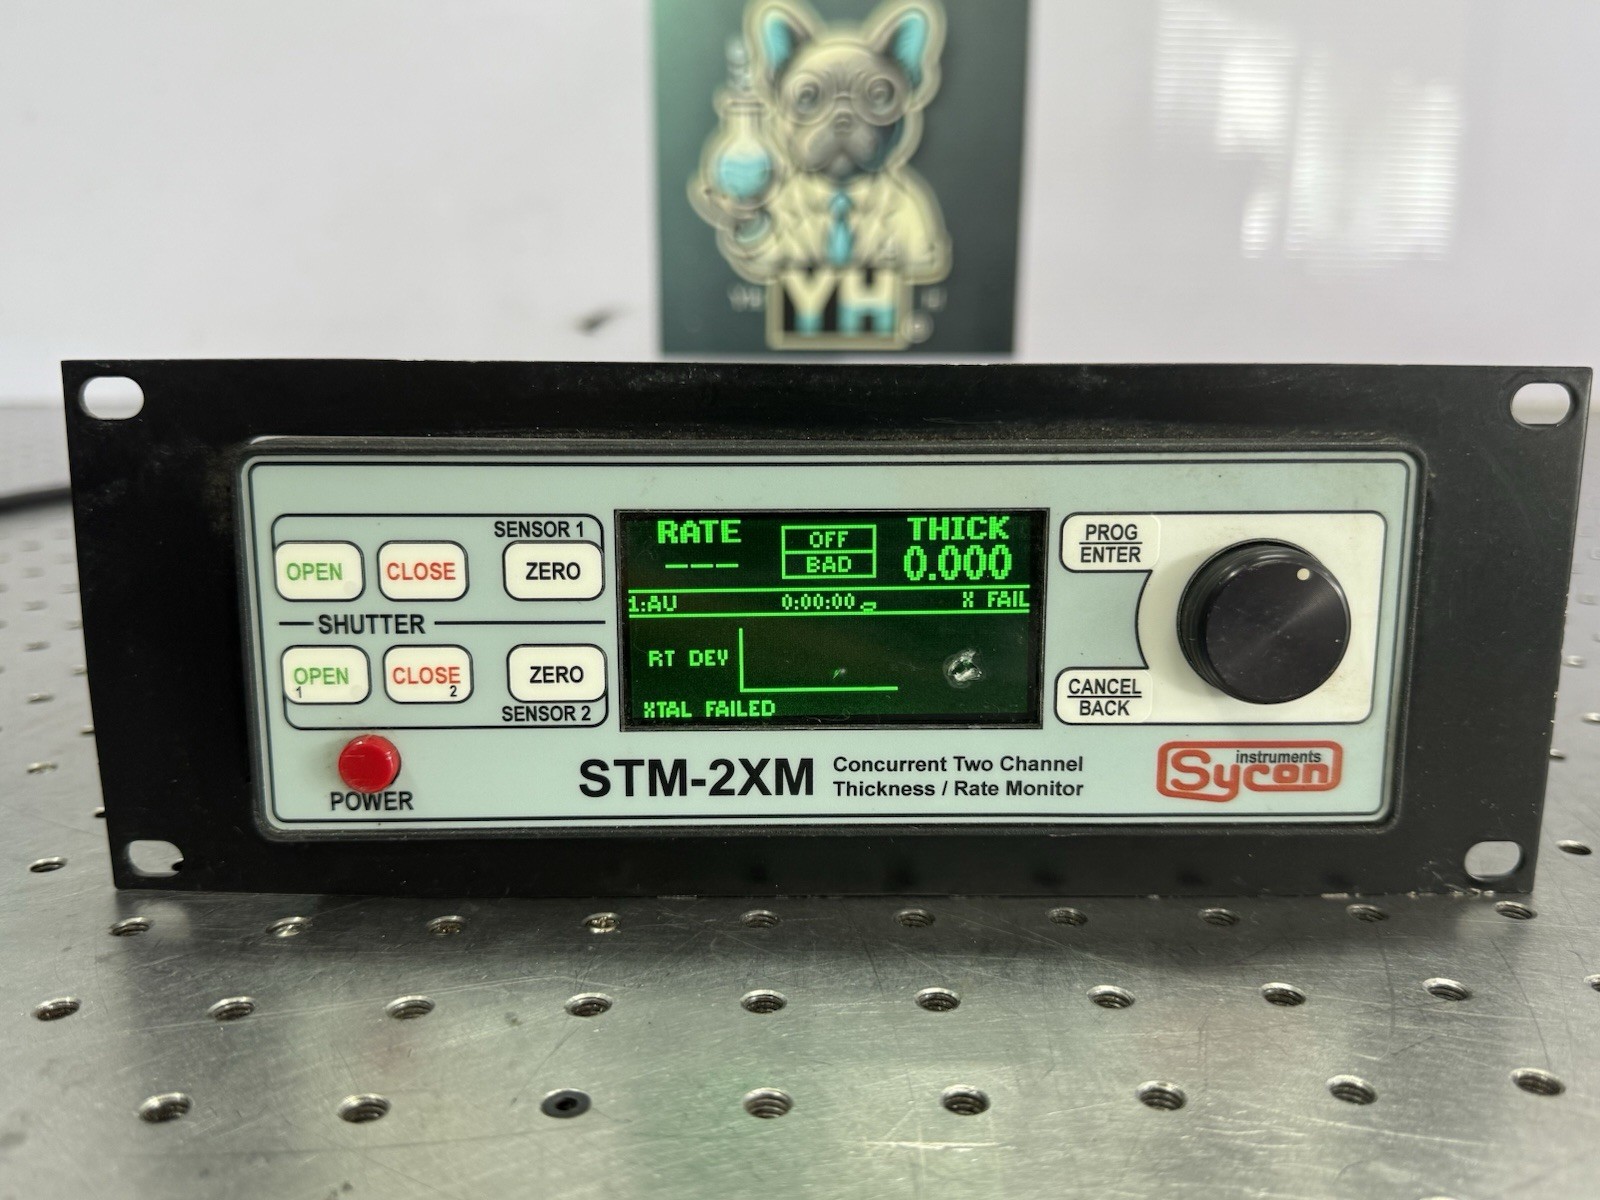 YH
SENSOR 1
OPEN
CLOSE
ZERO
SHUTTER
OPEN
1
CLOSE
2
ZERO
SENSOR 2
POWER
RATE
---
OFF
BAD
THICK
0.000
1:AU
0:00:00
X FAIL
RT DEV
XTAL FAILED
PROG
ENTER
CANCEL
BACK
STM-2XM
Concurrent Two Channel
Thickness / Rate Monitor
Sycon
instruments